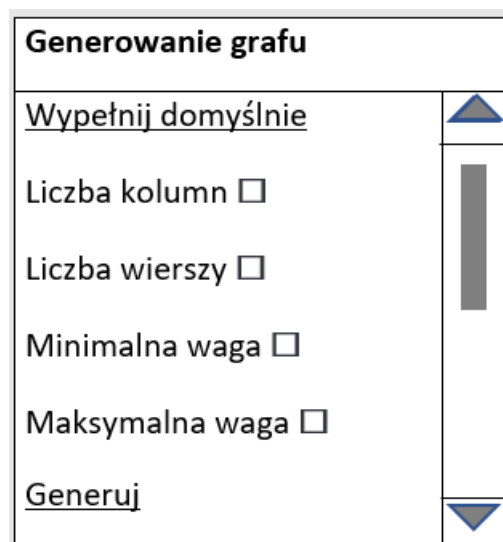 Generowanie grafu
Wypełnij domyślnie
Liczba kolumn ☐
Liczba wierszy ☐
Minimalna waga ☐
Maksymalna waga ☐
Generuj